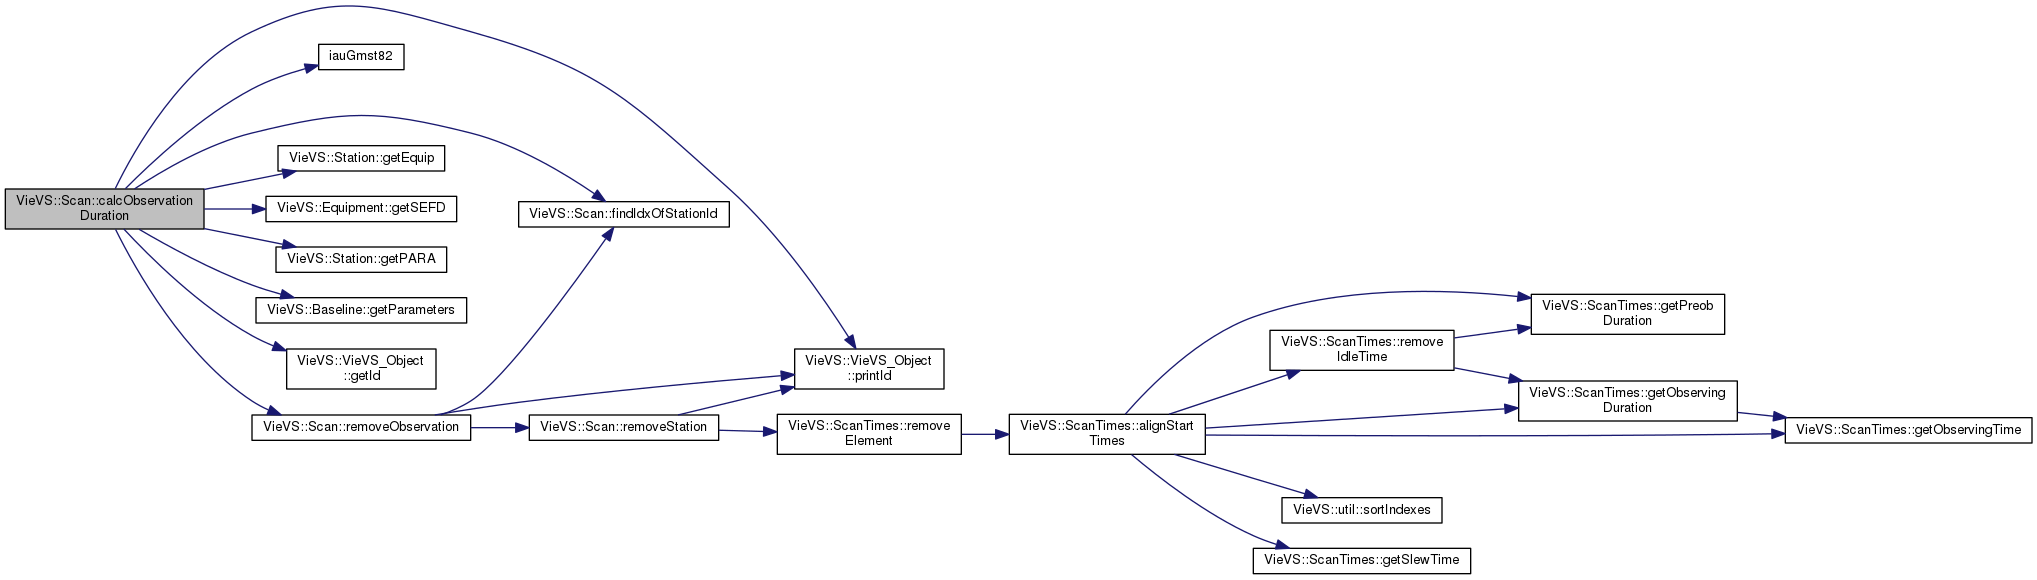 VieVS::Scan::calcObservation
Duration
iauGmst82
VieVS::Station::getEquip
VieVS::Equipment::getSEFD
VieVS::Station::getPARA
VieVS::Baseline::getParameters
VieVS::VieVS_Object
::getId
VieVS::Scan::removeObservation
VieVS::Scan::findIdxOfStationId
VieVS::Scan::removeStation
VieVS::VieVS_Object
::printId
VieVS::ScanTimes::remove
Element
VieVS::ScanTimes::alignStart
Times
VieVS::ScanTimes::remove
IdleTime
VieVS::util::sortIndexes
VieVS::ScanTimes::getSlewTime
VieVS::ScanTimes::getPreob
Duration
VieVS::ScanTimes::getObserving
Duration
VieVS::ScanTimes::getObservingTime